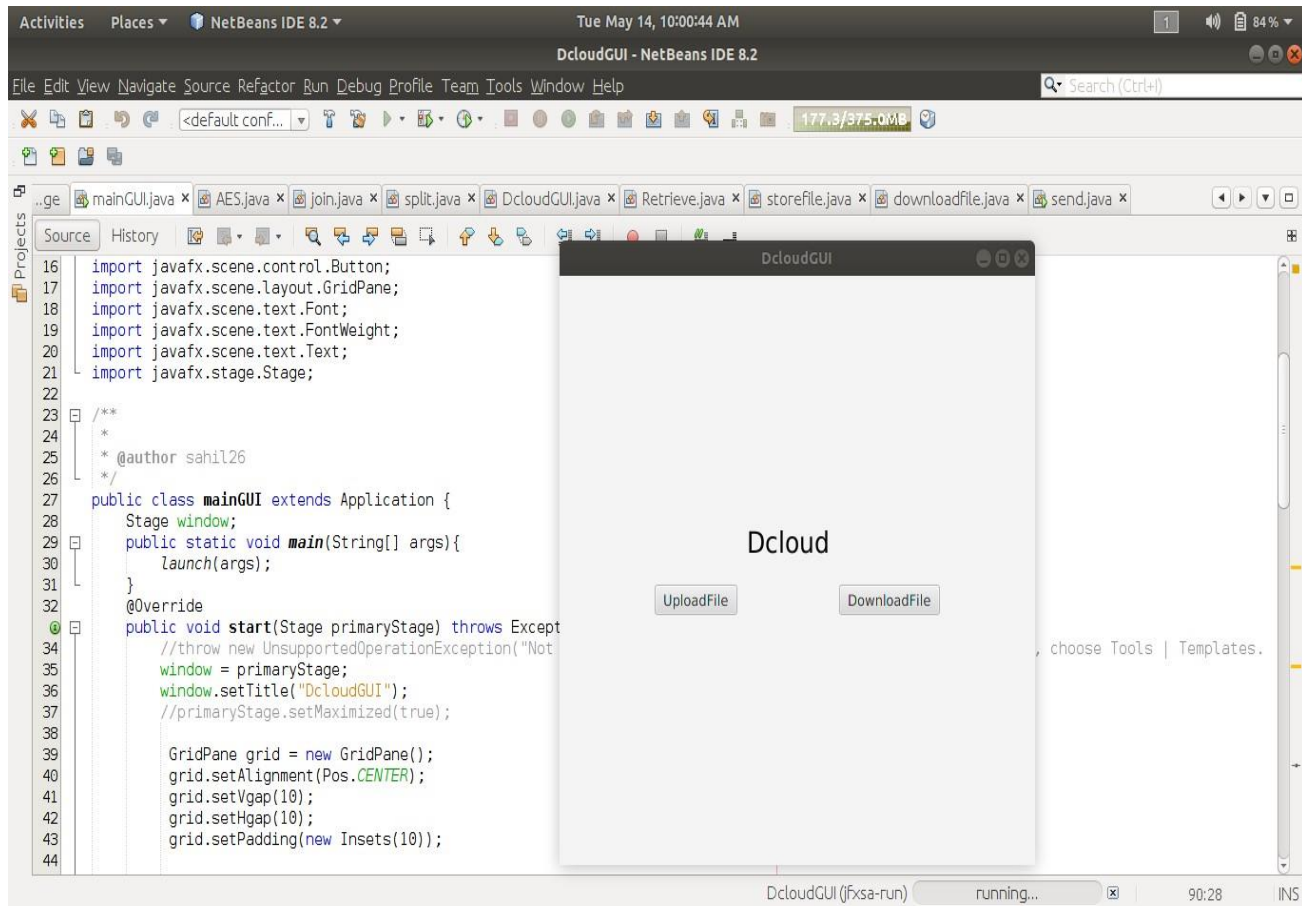 Activities Places NetBeans IDE 8.2 Tue May 14, 10:00:44 AM 1 84%
DcloudGUI - NetBeans IDE 8.2
File Edit View Navigate Source Refactor Run Debug Profile Team Tools Window Help Search (Ctrl+I)
<default conf... 177.3/375.0MB
..ge mainGUI.java AES.java join.java split.java DcloudGUI.java Retrieve.java storefile.java downloadfile.java send.java
Projects
Source History
16 import javafx.scene.control.Button;
17 import javafx.scene.layout.GridPane;
18 import javafx.scene.text.Font;
19 import javafx.scene.text.FontWeight;
20 import javafx.scene.text.Text;
21 import javafx.stage.Stage;
22
23 /**
24 *
25 * @author sahil26
26 */
27 public class mainGUI extends Application {
28 Stage window;
29 public static void main(String[] args){
30 launch(args);
31 }
32 @Override
public void start(Stage primaryStage) throws Except
34 //throw new UnsupportedOperationException("Not , choose Tools | Templates.
35 window = primaryStage;
36 window.setTitle("DcloudGUI");
37 //primaryStage.setMaximized(true);
38
39 GridPane grid = new GridPane();
40 grid.setAlignment(Pos.CENTER);
41 grid.setVgap(10);
42 grid.setHgap(10);
43 grid.setPadding(new Insets(10));
44
DcloudGUI
Dcloud
UploadFile DownloadFile
DcloudGUI (jfxsa-run) running... 90:28 INS